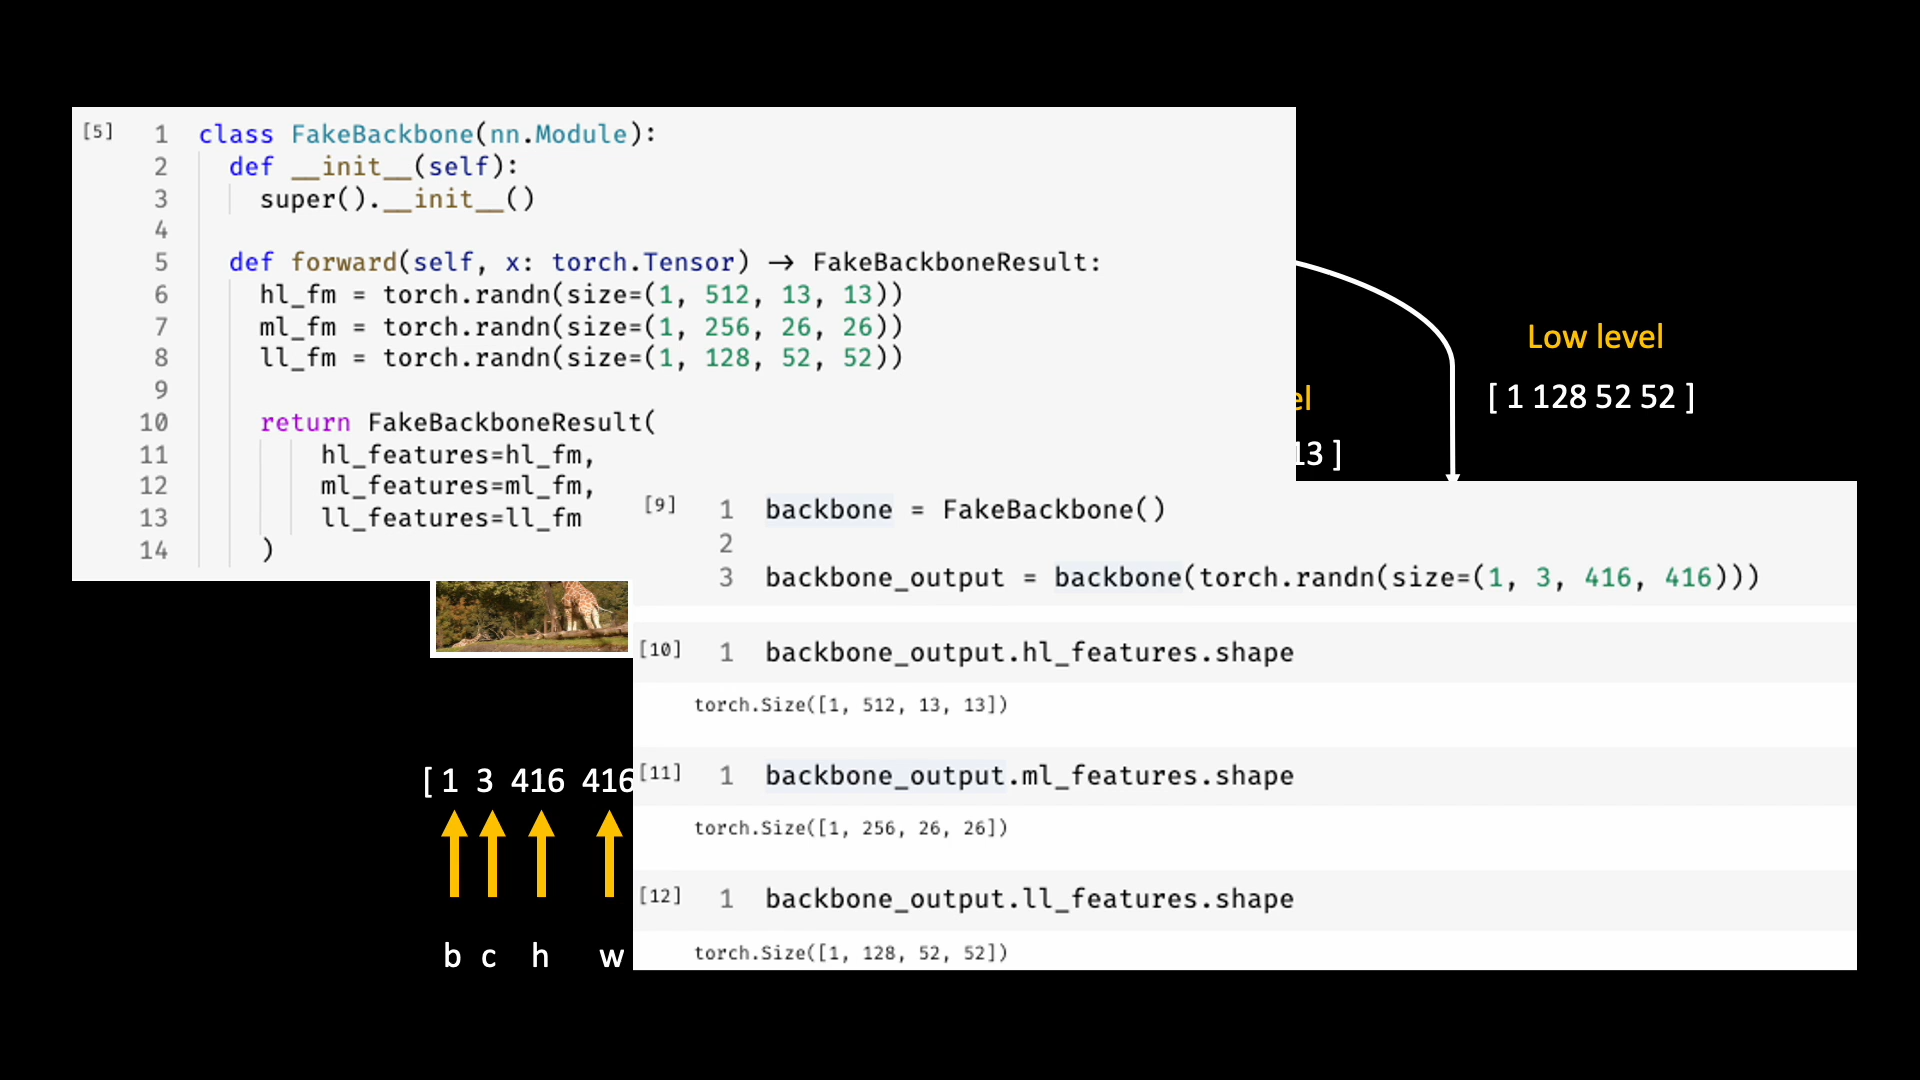 [5] 1 class FakeBackbone(nn.Module):
2 def __init__(self):
3 super().__init__()
4
5 def forward(self, x: torch.Tensor) → FakeBackboneResult:
6 hl_fm = torch.randn(size=(1, 512, 13, 13))
7 ml_fm = torch.randn(size=(1, 256, 26, 26))
8 ll_fm = torch.randn(size=(1, 128, 52, 52))
9
10 return FakeBackboneResult(
11 hl_features=hl_fm,
12 ml_features=ml_fm,
13 ll_features=ll_fm
14 )
Low level
[ 1 128 52 52 ]
el
13 ]
[9] 1 backbone = FakeBackbone()
2
3 backbone_output = backbone(torch.randn(size=(1, 3, 416, 416)))
[10] 1 backbone_output.hl_features.shape
torch.Size([1, 512, 13, 13])
[11] 1 backbone_output.ml_features.shape
torch.Size([1, 256, 26, 26])
[12] 1 backbone_output.ll_features.shape
torch.Size([1, 128, 52, 52])
[ 1 3 416 416
b c h w